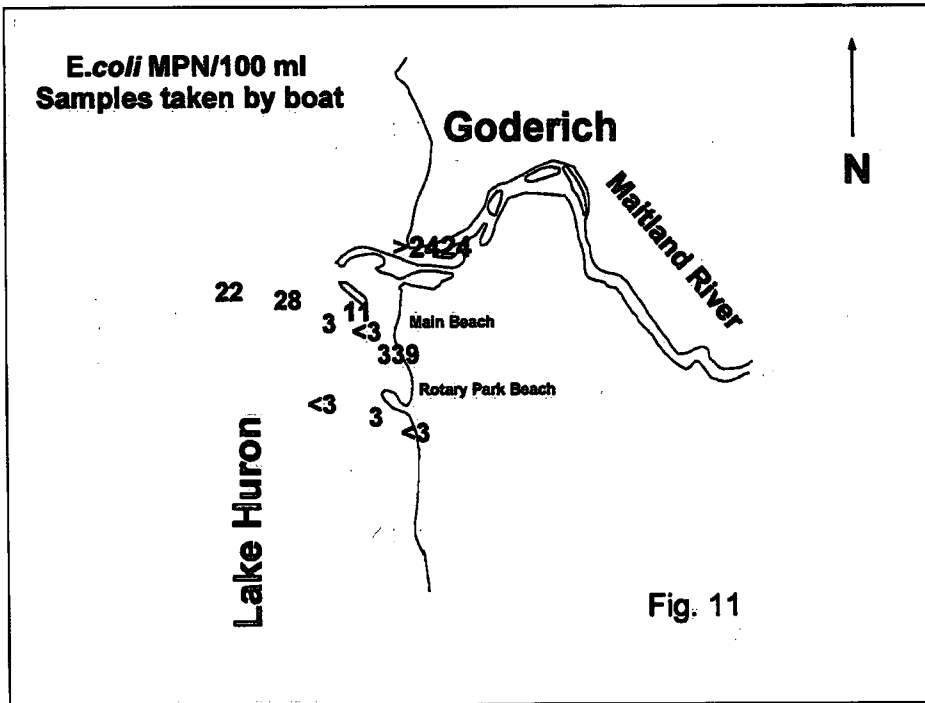 E.coli MPN/100 ml
Samples taken by boat
Goderich
N
Maitland River
>2424
22
28
11
3
<3
Main Beach
339
Rotary Park Beach
<3
3
<3
Lake Huron
Fig. 11